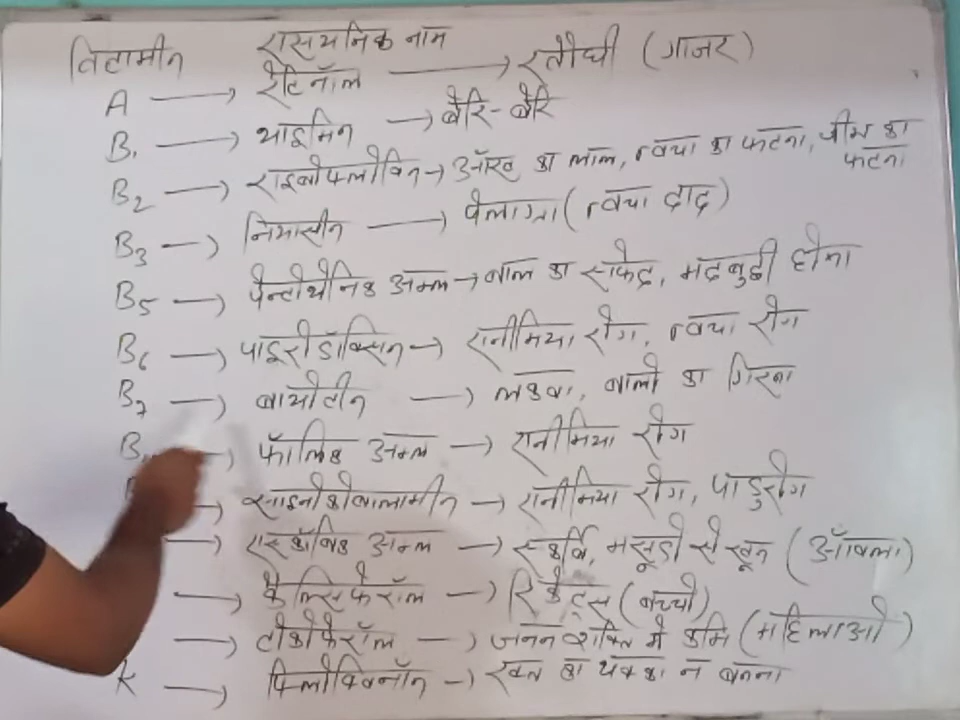 विटामीन रासयनिक नाम
A → रेटिनॉल → रतौंधी (गाजर)
B₁ → थाइमिन → बेरि-बेरि
B₂ → राइबोफ्लोविन → आँख का लाल, त्वचा का फटना, जीभ का फटना
B₃ → नियासीन → पेलाग्रा (त्वचा दाद)
B₅ → पेन्टोथेनिक अम्ल → बाल का सफेद, मदबुद्दी होना
B₆ → पाइरीडॉक्सिन → एनीमिया रोग, त्वचा रोग
B₇ → बायोटीन → लकवा, बालो का गिरना
B → फॉलिक अम्ल → एनीमिया रोग
→ साइनोकोबालामीन → एनीमिया रोग, पांडुरोग
→ एस्कॉर्बिक अम्ल → स्कर्वि, मसूडो से खून (आँवला)
→ कैल्सिफेरॉल → रिकेट्स (बच्चो)
→ टोकोफेरॉल → जनन शक्ति मे कमि (महिलाओ)
K → फिलोक्विनॉन → रक्त का थक्का न बनना